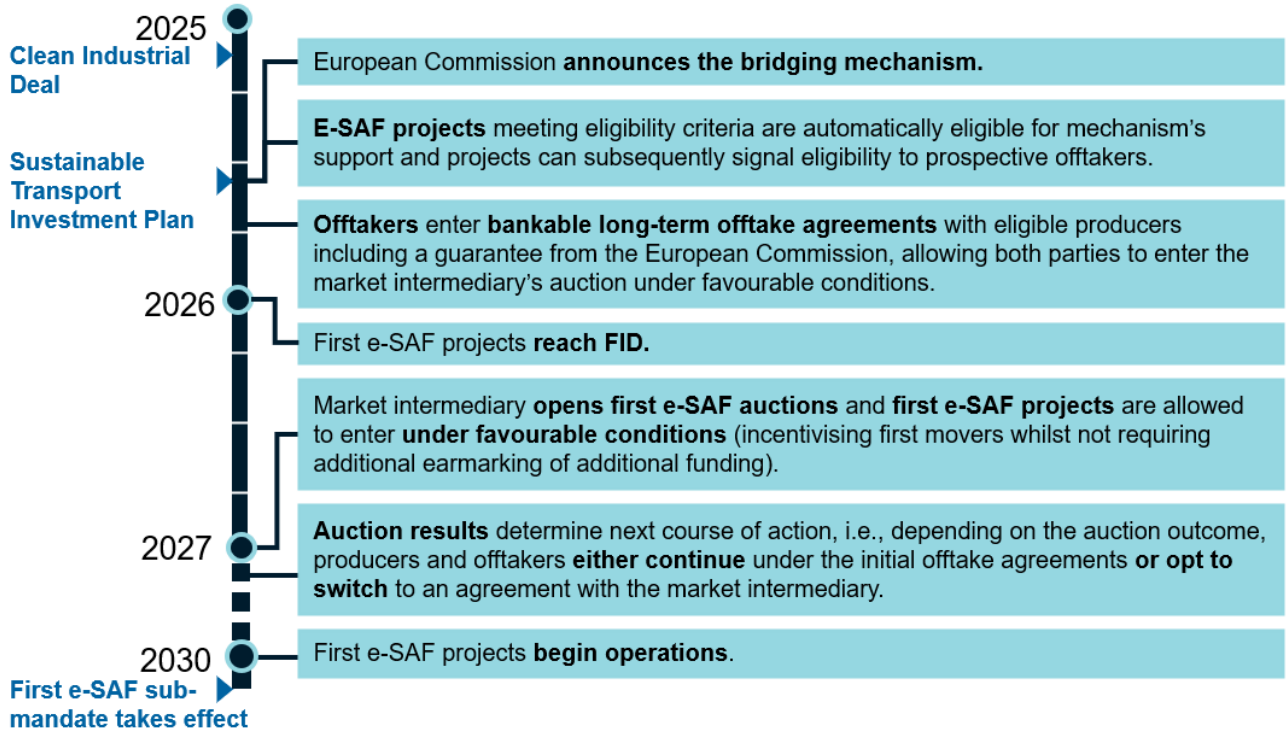 2025
Clean Industrial
Deal
European Commission announces the bridging mechanism.
E-SAF projects meeting eligibility criteria are automatically eligible for mechanism's
support and projects can subsequently signal eligibility to prospective offtakers.
Sustainable
Transport
Investment Plan
Offtakers enter bankable long-term offtake agreements with eligible producers
including a guarantee from the European Commission, allowing both parties to enter the
market intermediary's auction under favourable conditions.
2026
First e-SAF projects reach FID.
Market intermediary opens first e-SAF auctions and first e-SAF projects are allowed
to enter under favourable conditions (incentivising first movers whilst not requiring
additional earmarking of additional funding).
2027
Auction results determine next course of action, i.e., depending on the auction outcome,
producers and offtakers either continue under the initial offtake agreements or opt to
switch to an agreement with the market intermediary.
2030
First e-SAF projects begin operations.
First e-SAF sub-
mandate takes effect